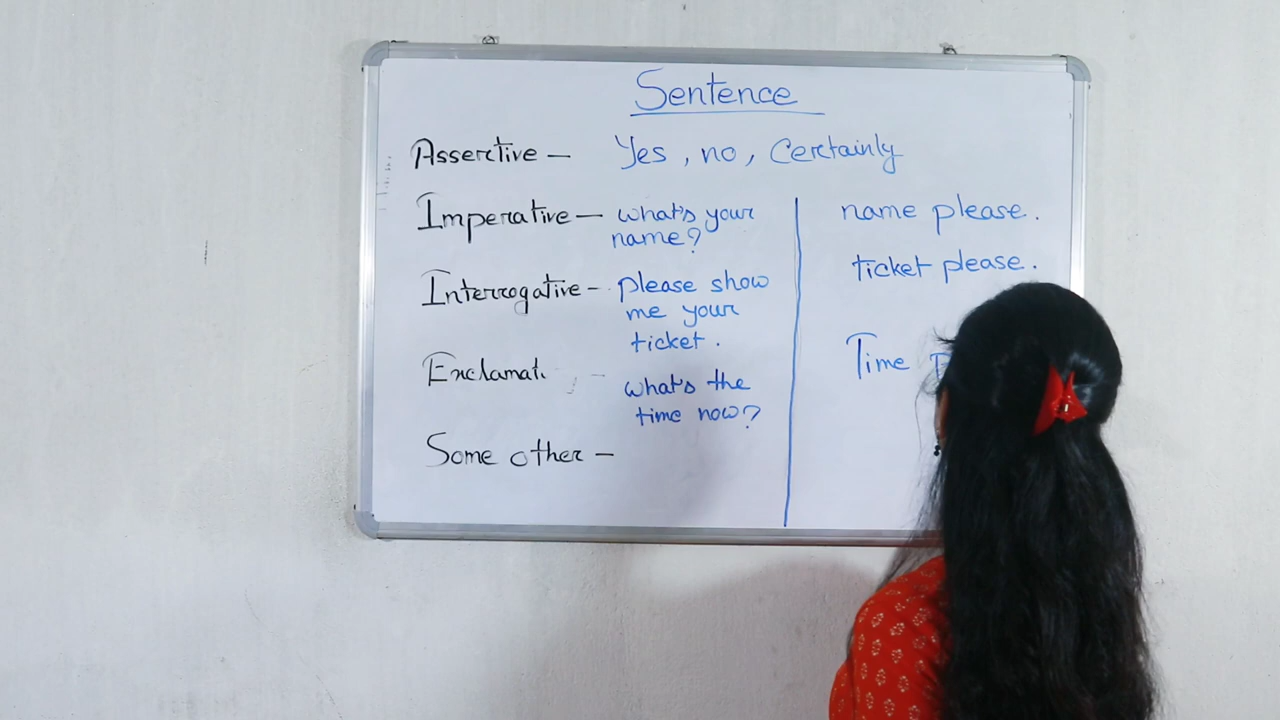 Sentence
Assertive – Yes, no, Certainly
Imperative – what's your
name?
name please.
Interrogative – please show
me your
ticket.
ticket please.
Exclamat
what's the
time now?
Time
Some other –